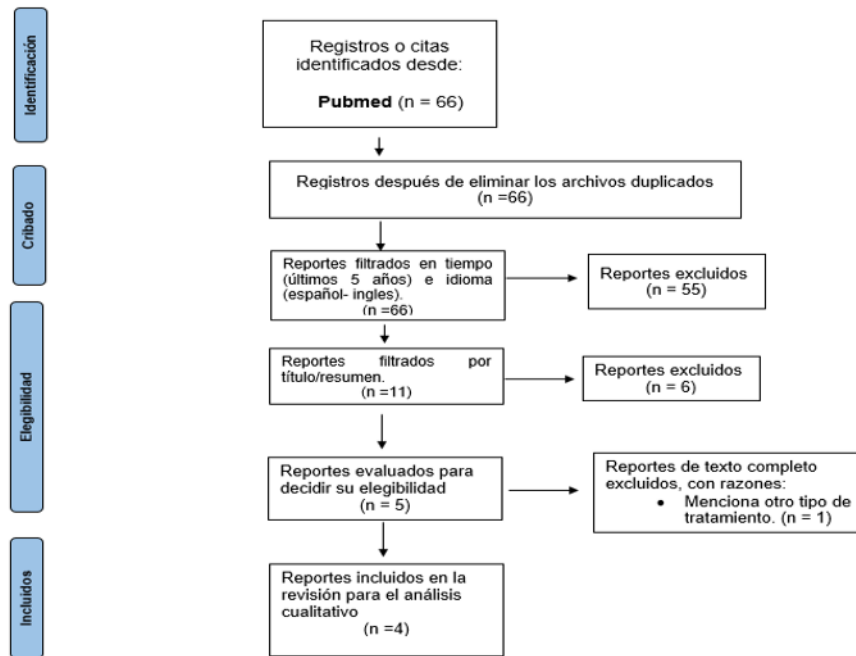 Identificación
Registros o citas
identificados desde:
Pubmed (n = 66)
Cribado
Registros después de eliminar los archivos duplicados
(n =66)
Reportes filtrados en tiempo
(últimos 5 años) e idioma
(español- ingles).
(n =66)
Reportes excluidos
(n = 55)
Elegibilidad
Reportes filtrados por
título/resumen.
(n =11)
Reportes excluidos
(n = 6)
Reportes evaluados para
decidir su elegibilidad
(n = 5)
Reportes de texto completo
excluidos, con razones:
• Menciona otro tipo de
tratamiento. (n = 1)
Incluidos
Reportes incluidos en la
revisión para el análisis
cualitativo
(n =4)